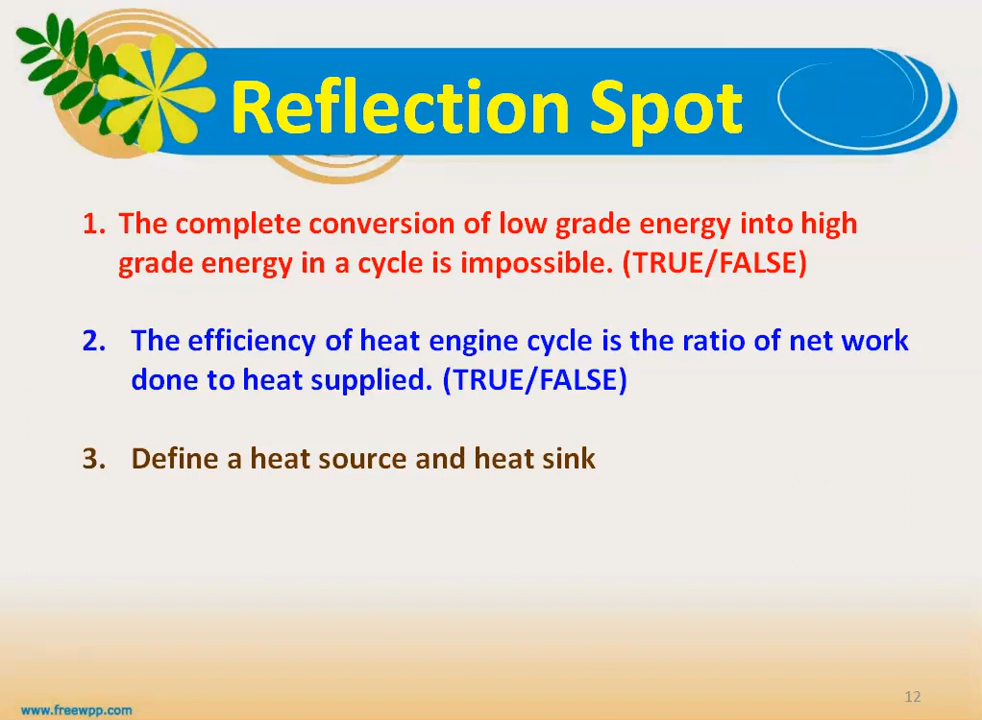 Reflection Spot
1. The complete conversion of low grade energy into high
grade energy in a cycle is impossible. (TRUE/FALSE)
2. The efficiency of heat engine cycle is the ratio of net work
done to heat supplied. (TRUE/FALSE)
3. Define a heat source and heat sink
12
www.freewpp.com